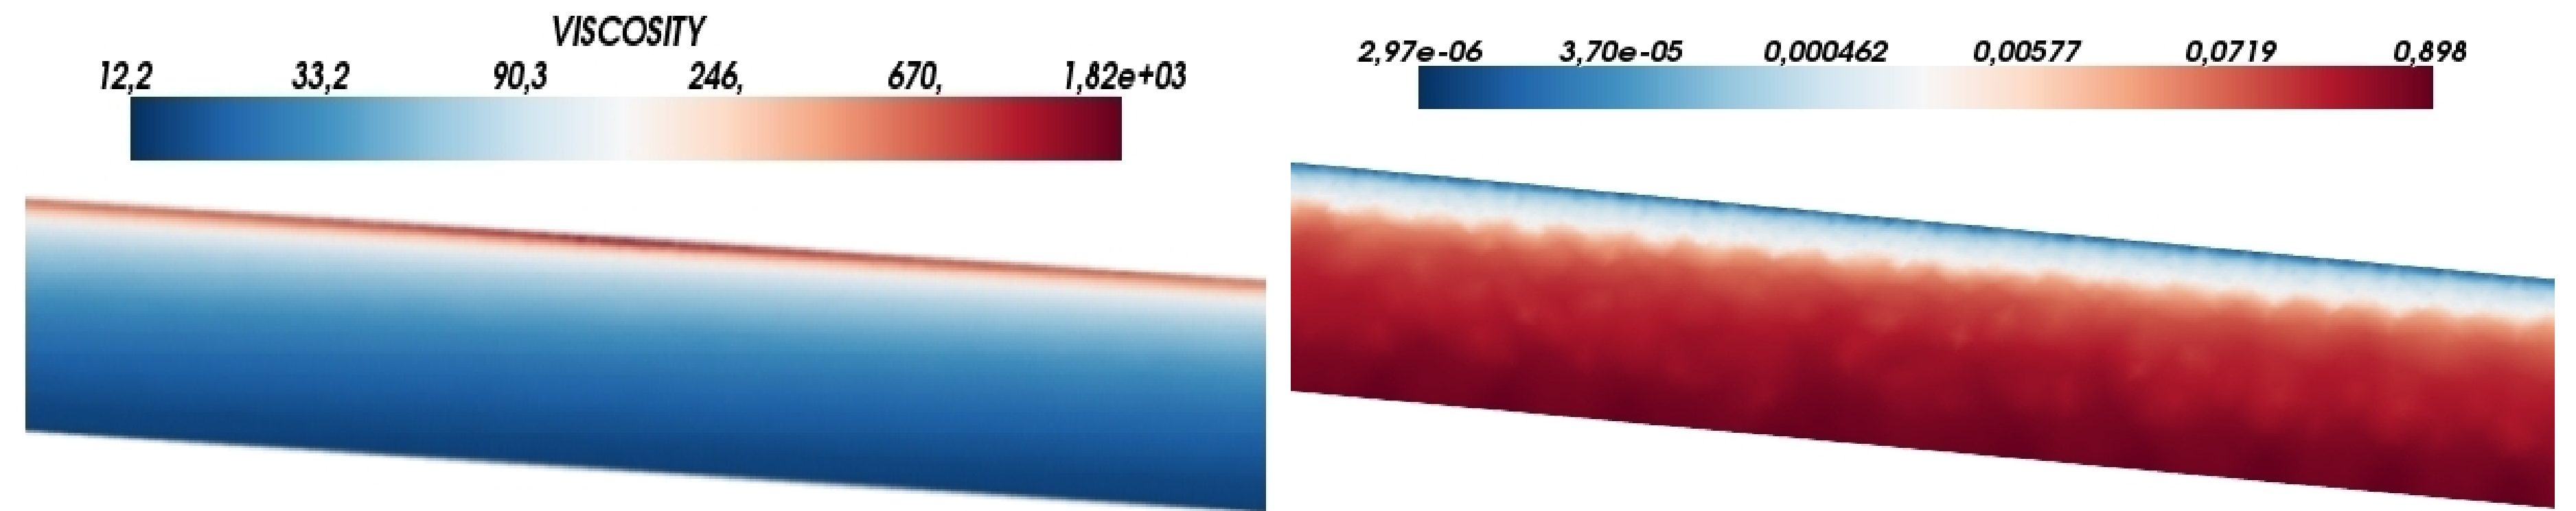 VISCOSITY
12,2 33,2 90,3 246, 670, 1,82e+03
2,97e-06 3,70e-05 0,000462 0,00577 0,0719 0,898